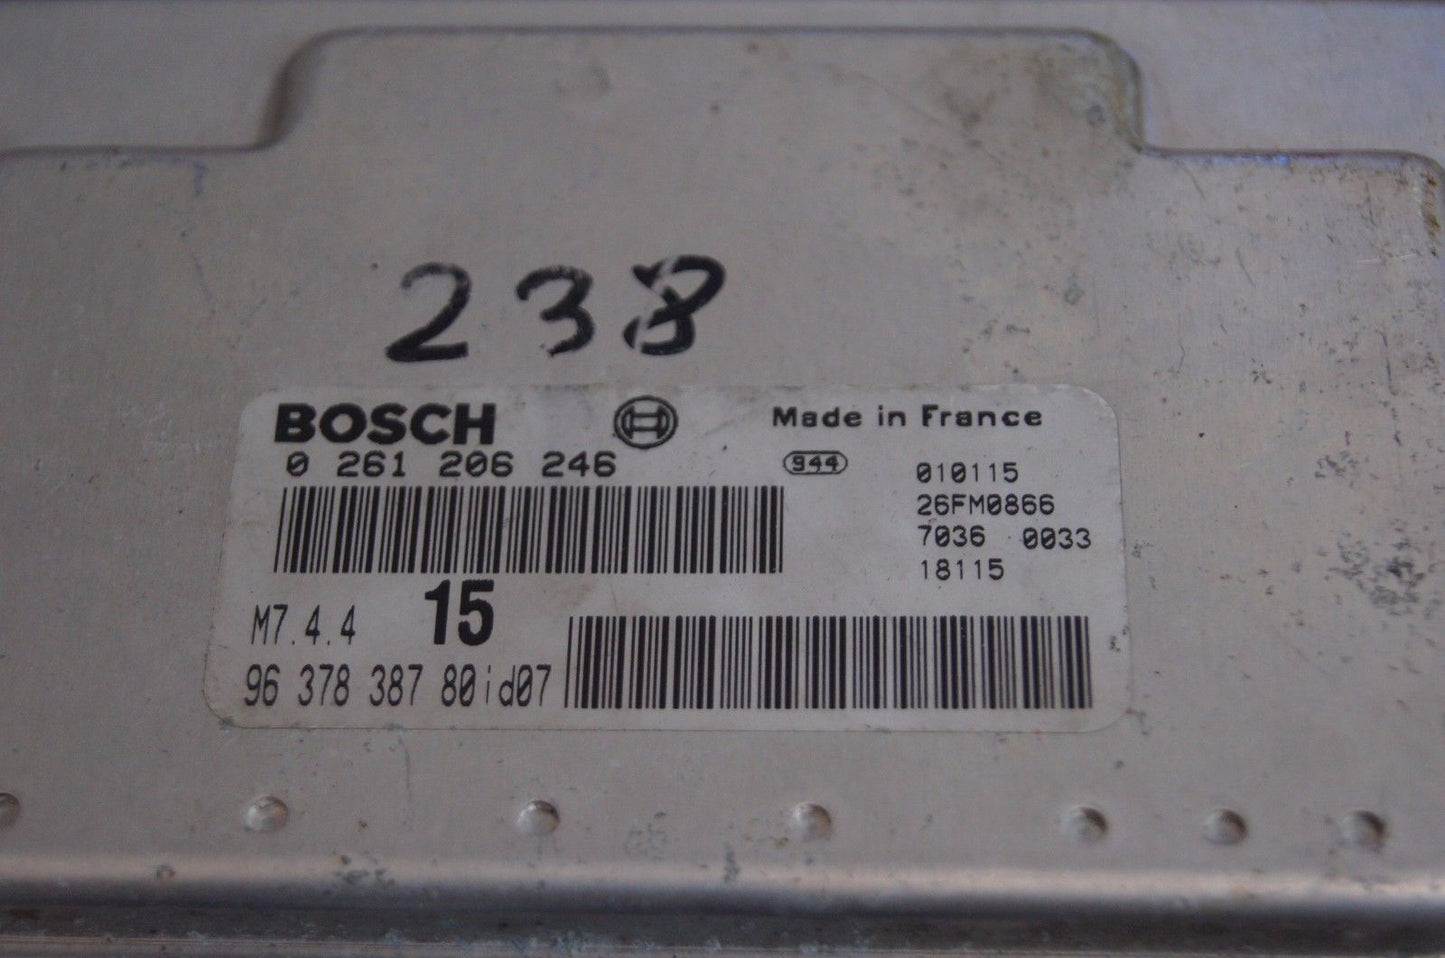 238
BOSCH
Made in France
0 261 206 246
944
010115
26FM0866
7036 0033
18115
M7.4.4
15
96 378 387 80id07